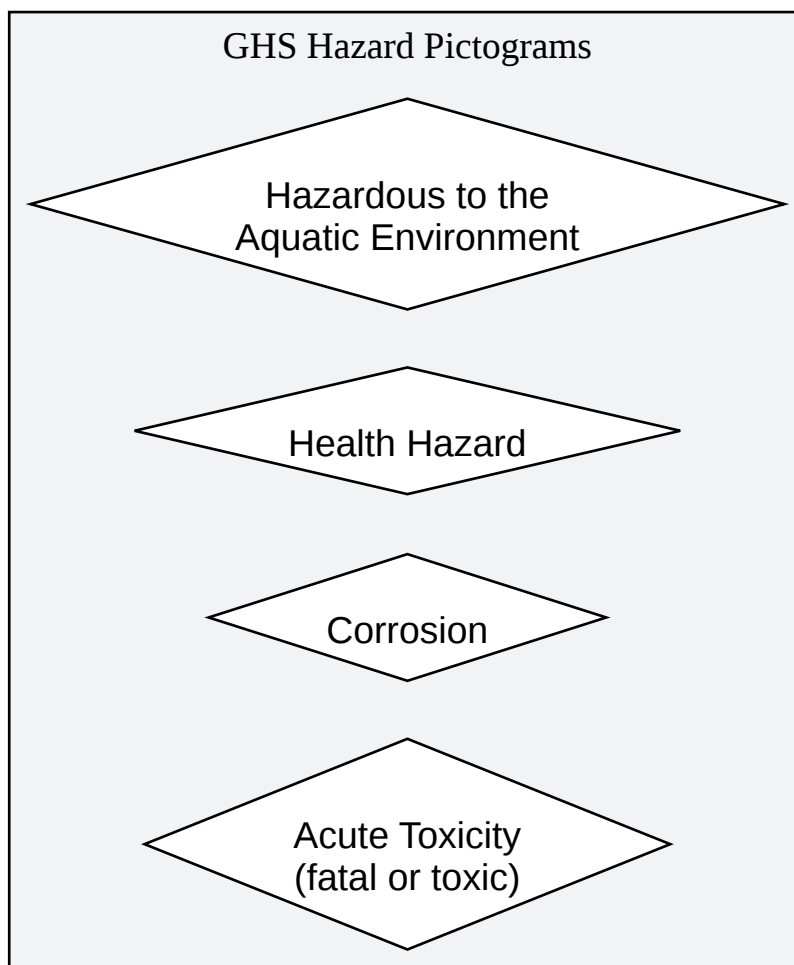 GHS Hazard Pictograms
Hazardous to the
Aquatic Environment
Health Hazard
Corrosion
Acute Toxicity
(fatal or toxic)